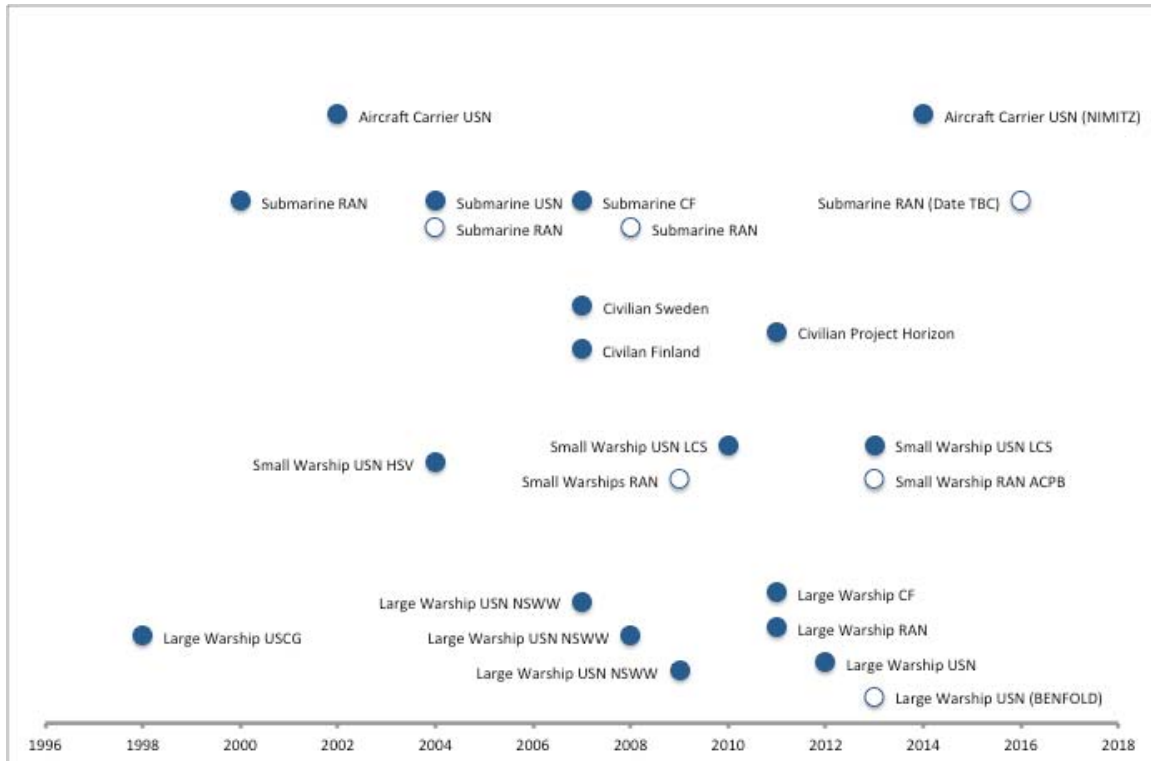 Aircraft Carrier USN
Aircraft Carrier USN (NIMITZ)
Submarine RAN
Submarine USN
Submarine CF
Submarine RAN (Date TBC)
Submarine RAN
Submarine RAN
Civilian Sweden
Civilian Project Horizon
Civilan Finland
Small Warship USN LCS
Small Warship USN LCS
Small Warship USN HSV
Small Warships RAN
Small Warship RAN ACPB
Large Warship CF
Large Warship USN NSWW
Large Warship RAN
Large Warship USCG
Large Warship USN NSWW
Large Warship USN
Large Warship USN NSWW
Large Warship USN (BENFOLD)
1996 1998 2000 2002 2004 2006 2008 2010 2012 2014 2016 2018